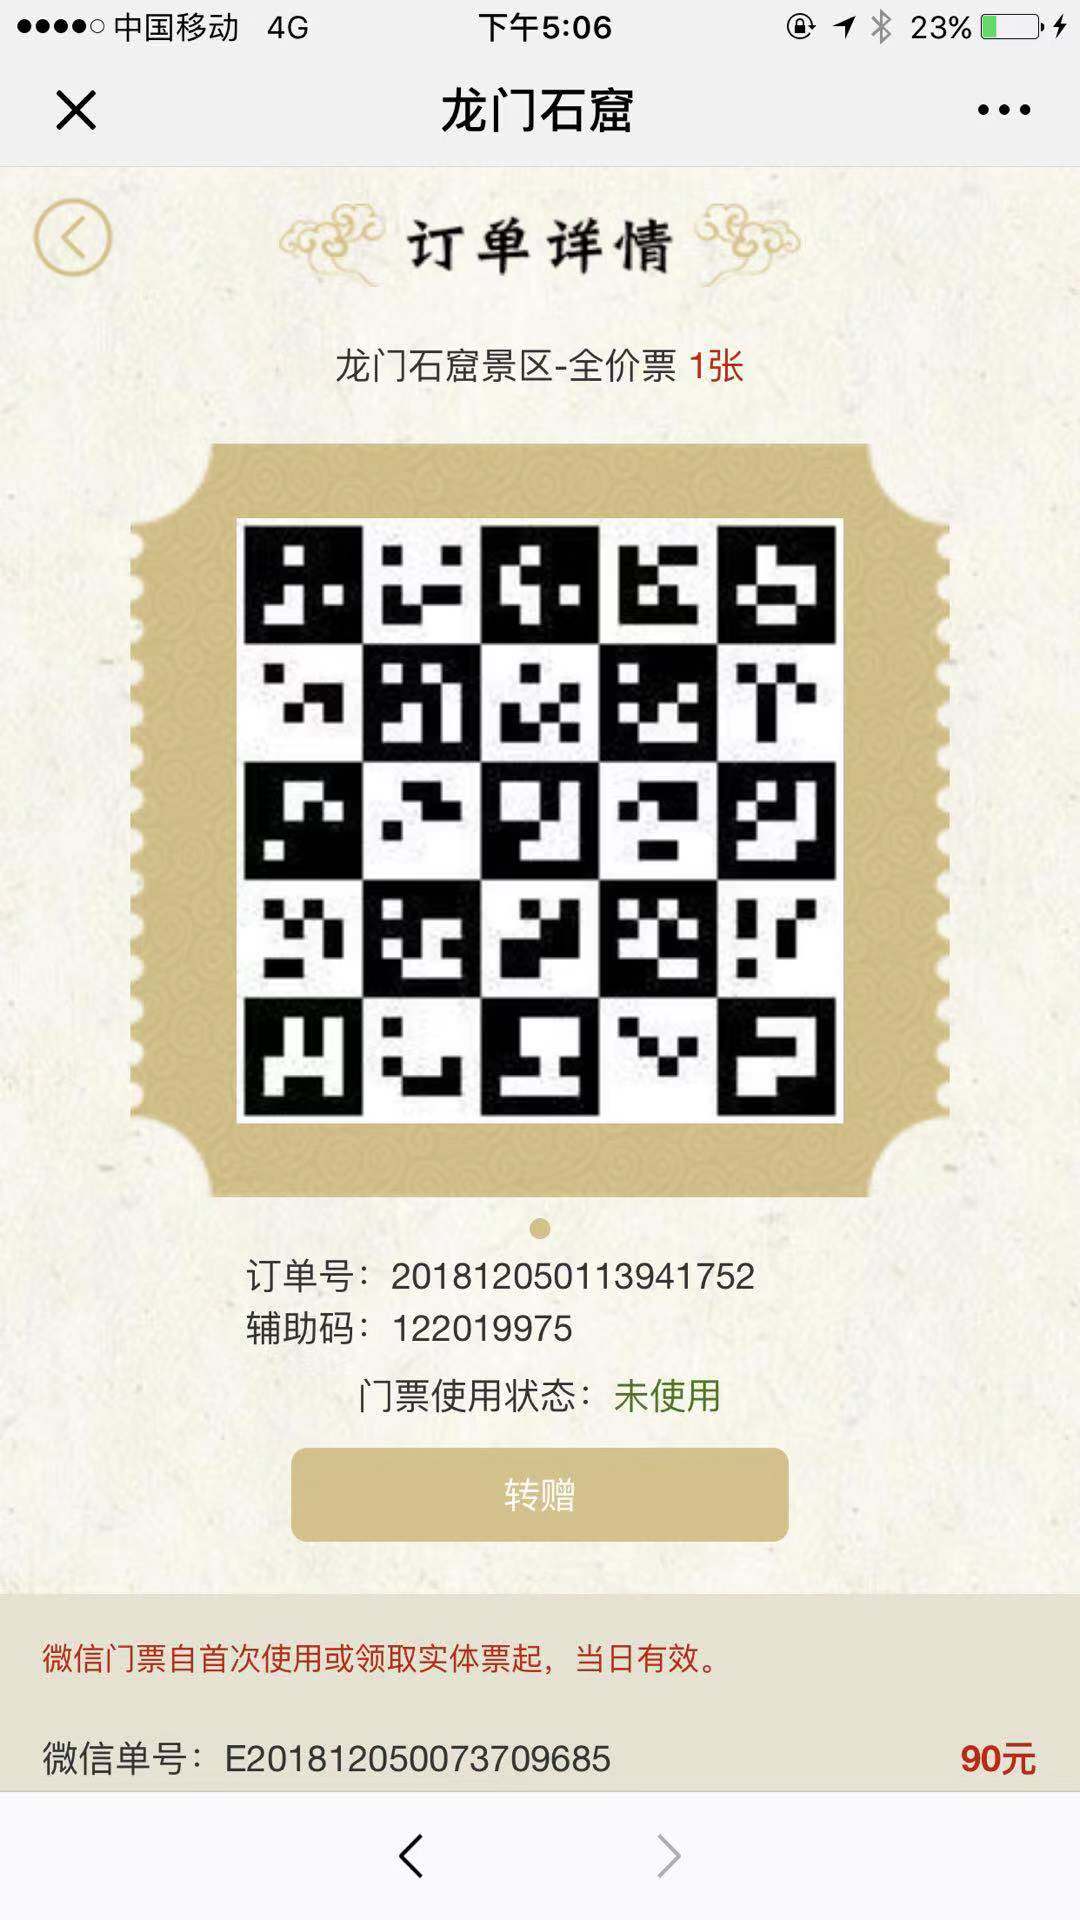 中国移动 4G 下午5:06 23%
龙门石窟
订单详情
龙门石窟景区-全价票 1张
订单号：201812050113941752
辅助码：122019975
门票使用状态：未使用
转赠
微信门票自首次使用或领取实体票起，当日有效。
微信单号：E201812050073709685 90元